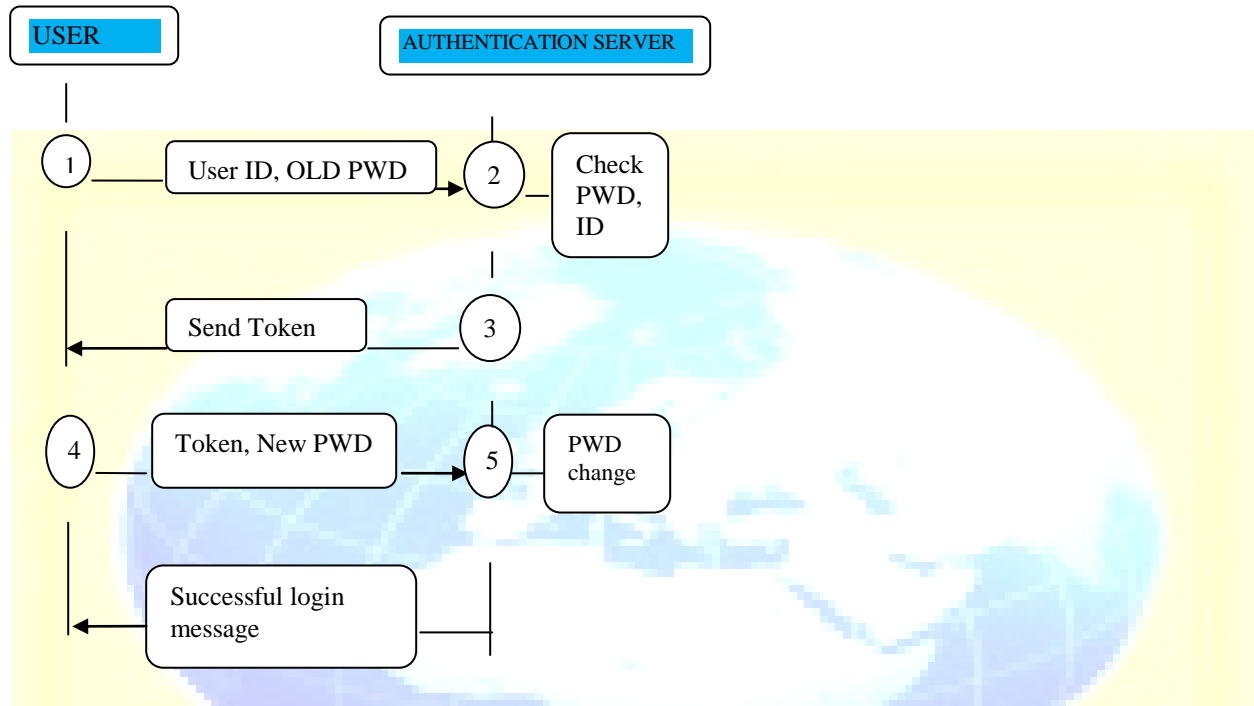 USER
AUTHENTICATION SERVER
1
User ID, OLD PWD
2
Check
PWD,
ID
Send Token
3
4
Token, New PWD
5
PWD
change
Successful login
message